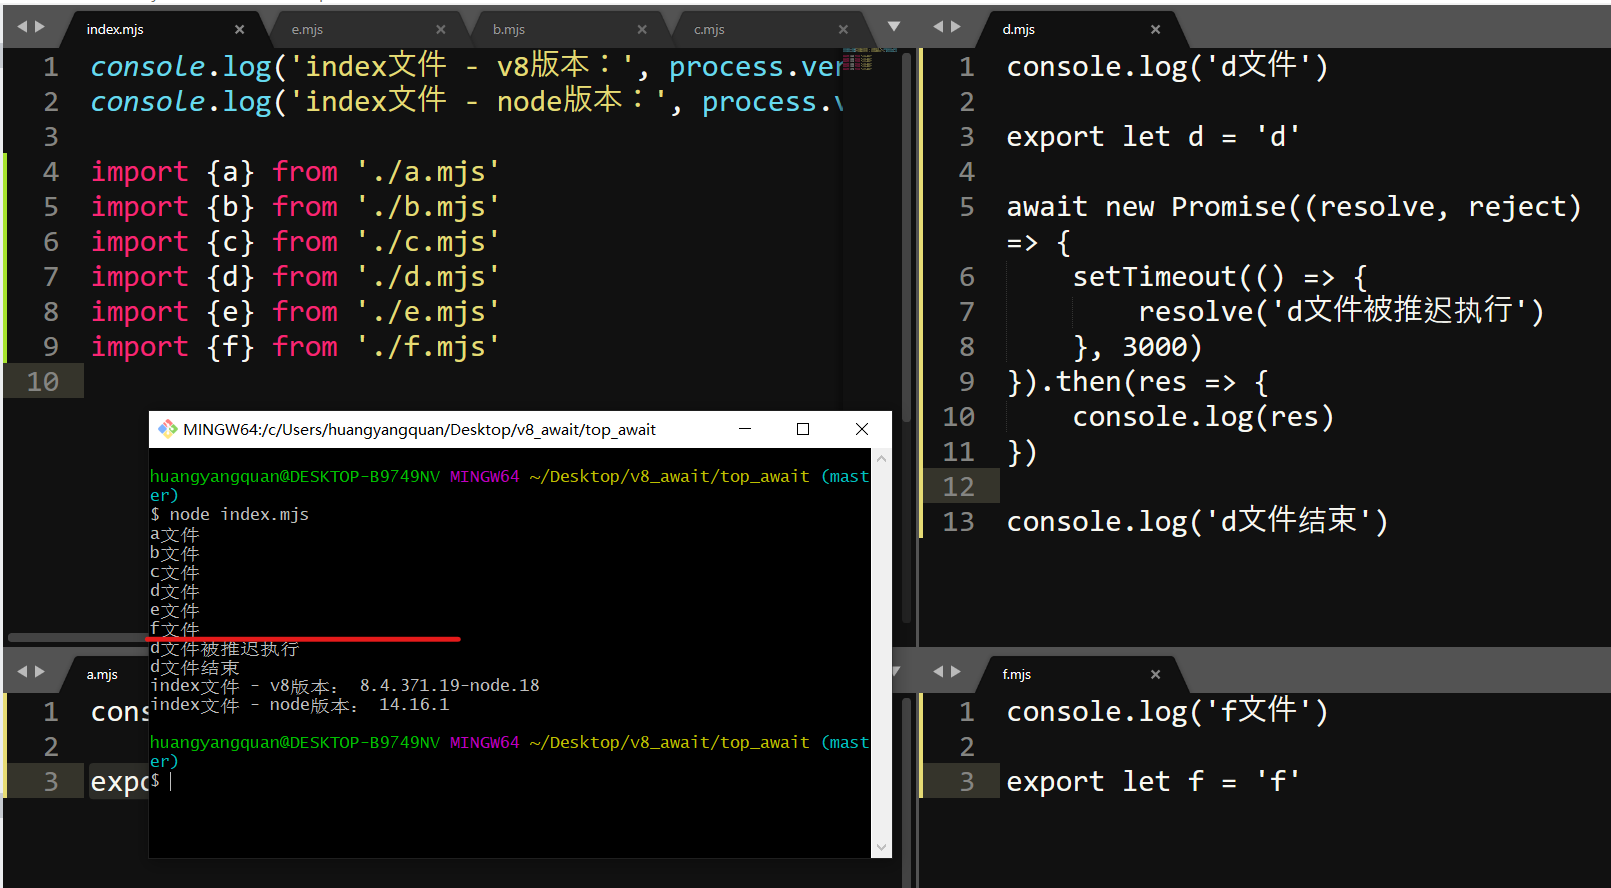 index.mjs
e.mjs
b.mjs
c.mjs
1 console.log('index文件 - v8版本：', process.ver
2 console.log('index文件 - node版本：', process.v
3
4 import {a} from './a.mjs'
5 import {b} from './b.mjs'
6 import {c} from './c.mjs'
7 import {d} from './d.mjs'
8 import {e} from './e.mjs'
9 import {f} from './f.mjs'
10
d.mjs
1 console.log('d文件')
2
3 export let d = 'd'
4
5 await new Promise((resolve, reject)
=> {
6 setTimeout(() => {
7 resolve('d文件被推迟执行')
8 }, 3000)
9 }).then(res => {
10 console.log(res)
11 })
12
13 console.log('d文件结束')
MINGW64:/c/Users/huangyangquan/Desktop/v8_await/top_await
huangyangquan@DESKTOP-B9749NV MINGW64 ~/Desktop/v8_await/top_await (mast
er)
$ node index.mjs
a文件
b文件
c文件
d文件
e文件
f文件
d文件被推迟执行
d文件结束
index文件 - v8版本： 8.4.371.19-node.18
index文件 - node版本： 14.16.1
huangyangquan@DESKTOP-B9749NV MINGW64 ~/Desktop/v8_await/top_await (mast
er)
$
a.mjs
1 cons
2
3 expo
f.mjs
1 console.log('f文件')
2
3 export let f = 'f'